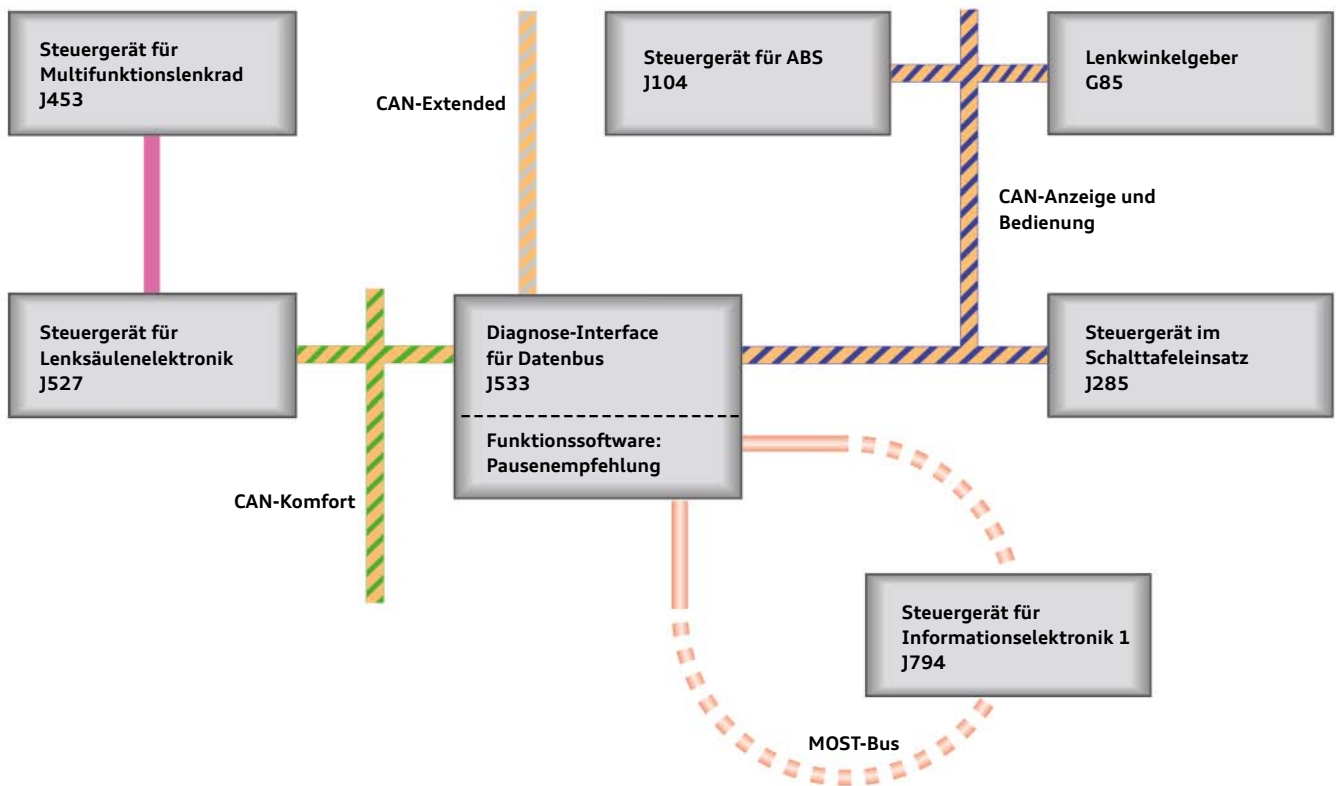 Steuergerät für
Multifunktionslenkrad
J453
CAN-Extended
Steuergerät für ABS
J104
Lenkwinkelgeber
G85
CAN-Anzeige und
Bedienung
Steuergerät für
Lenksäulenelektronik
J527
Diagnose-Interface
für Datenbus
J533
Funktionssoftware:
Pausenempfehlung
Steuergerät im
Schalttafeleinsatz
J285
CAN-Komfort
Steuergerät für
Informationselektronik 1
J794
MOST-Bus